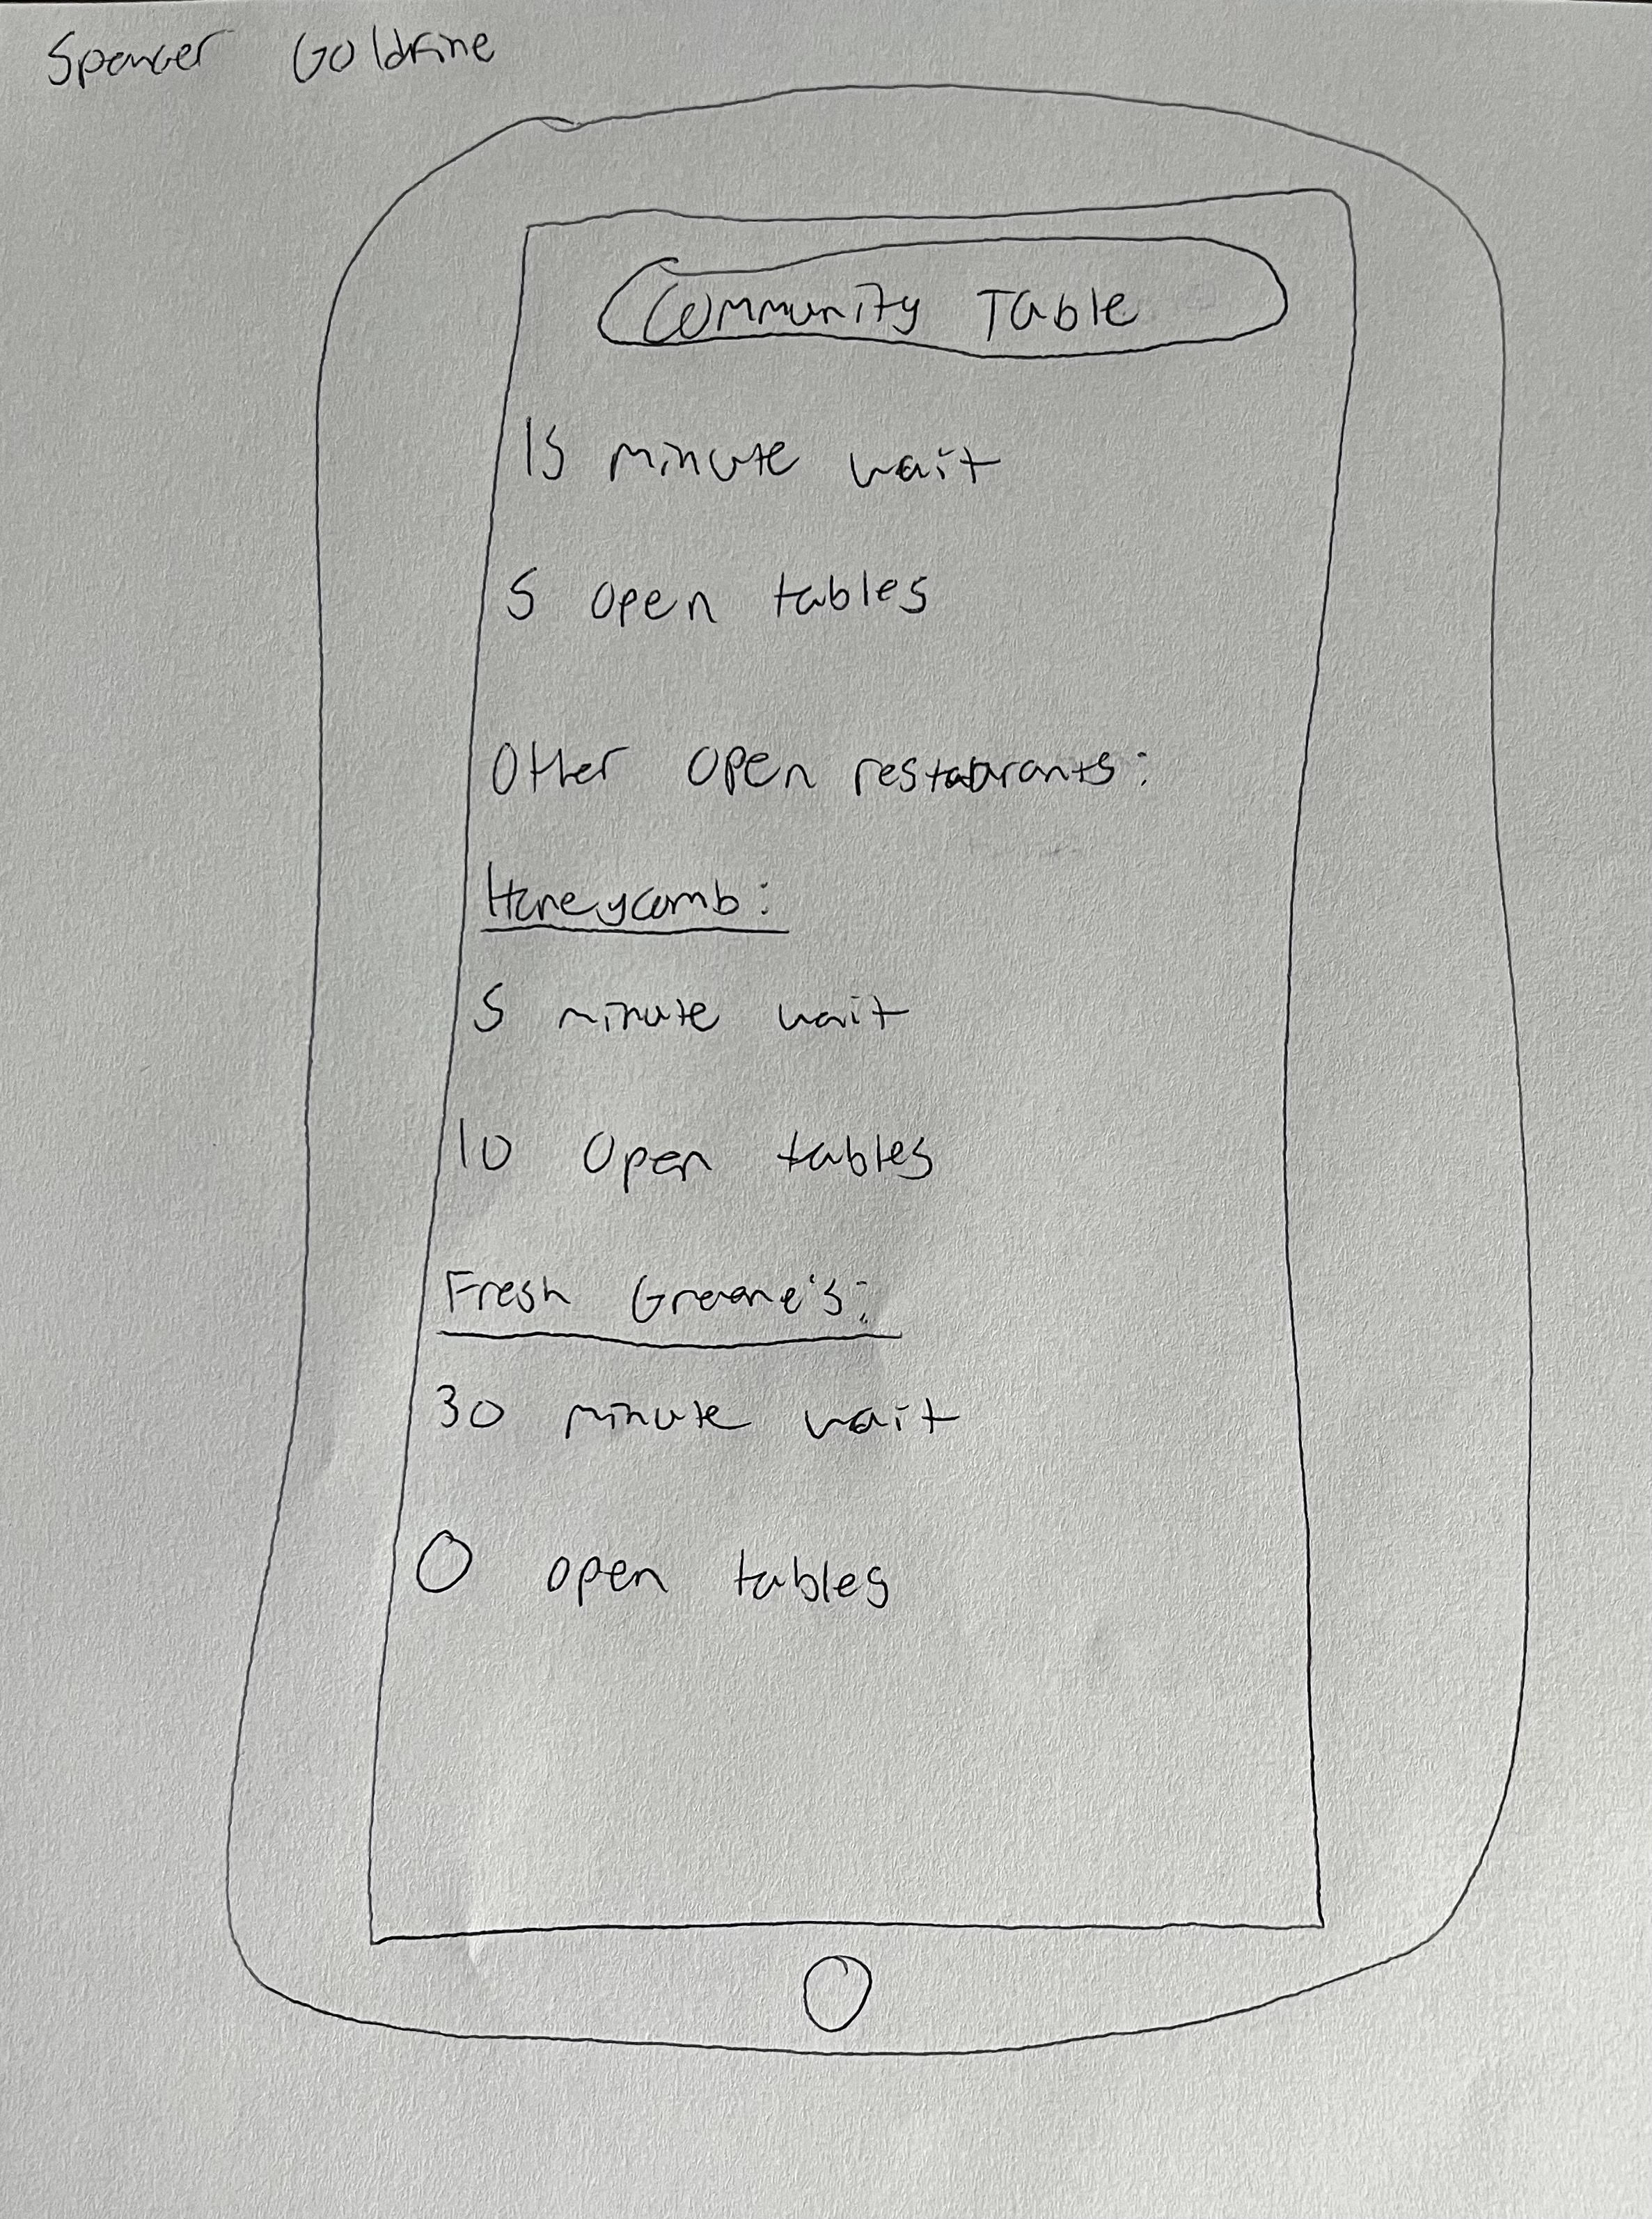 Spencer Goldfine
Community Table
15 minute wait
5 open tables
Other open restaurants:
Honeycomb:
5 minute wait
10 Open tables
Fresh Greene's:
30 minute wait
0 open tables